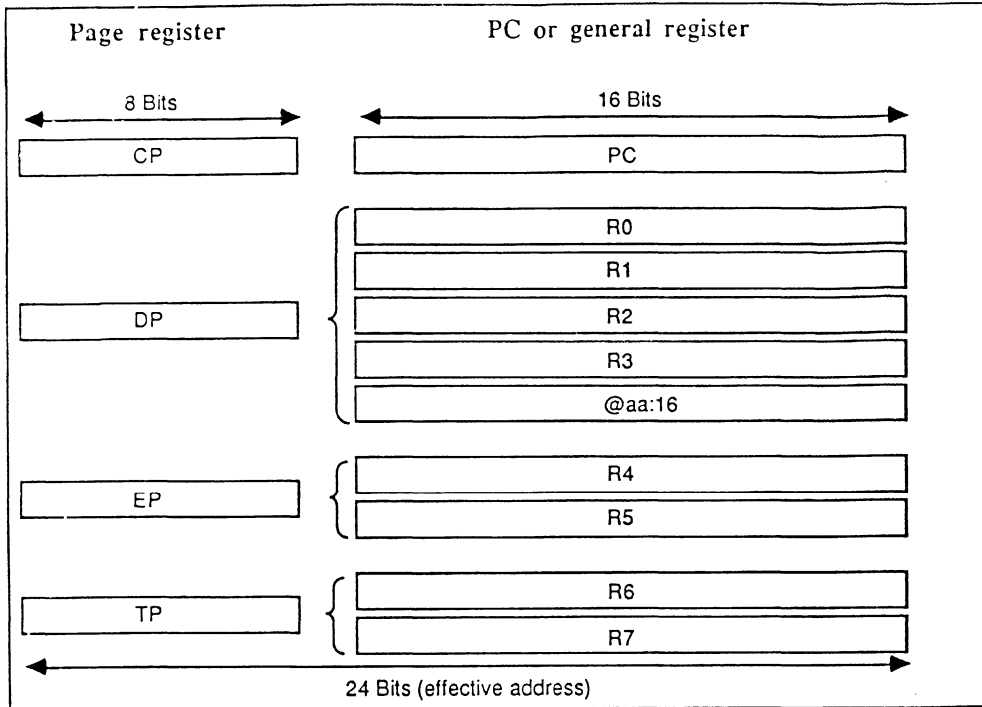 Page register PC or general register
8 Bits 16 Bits
CP PC
R0
R1
DP R2
R3
@aa:16
R4
EP
R5
R6
TP
R7
24 Bits (effective address)